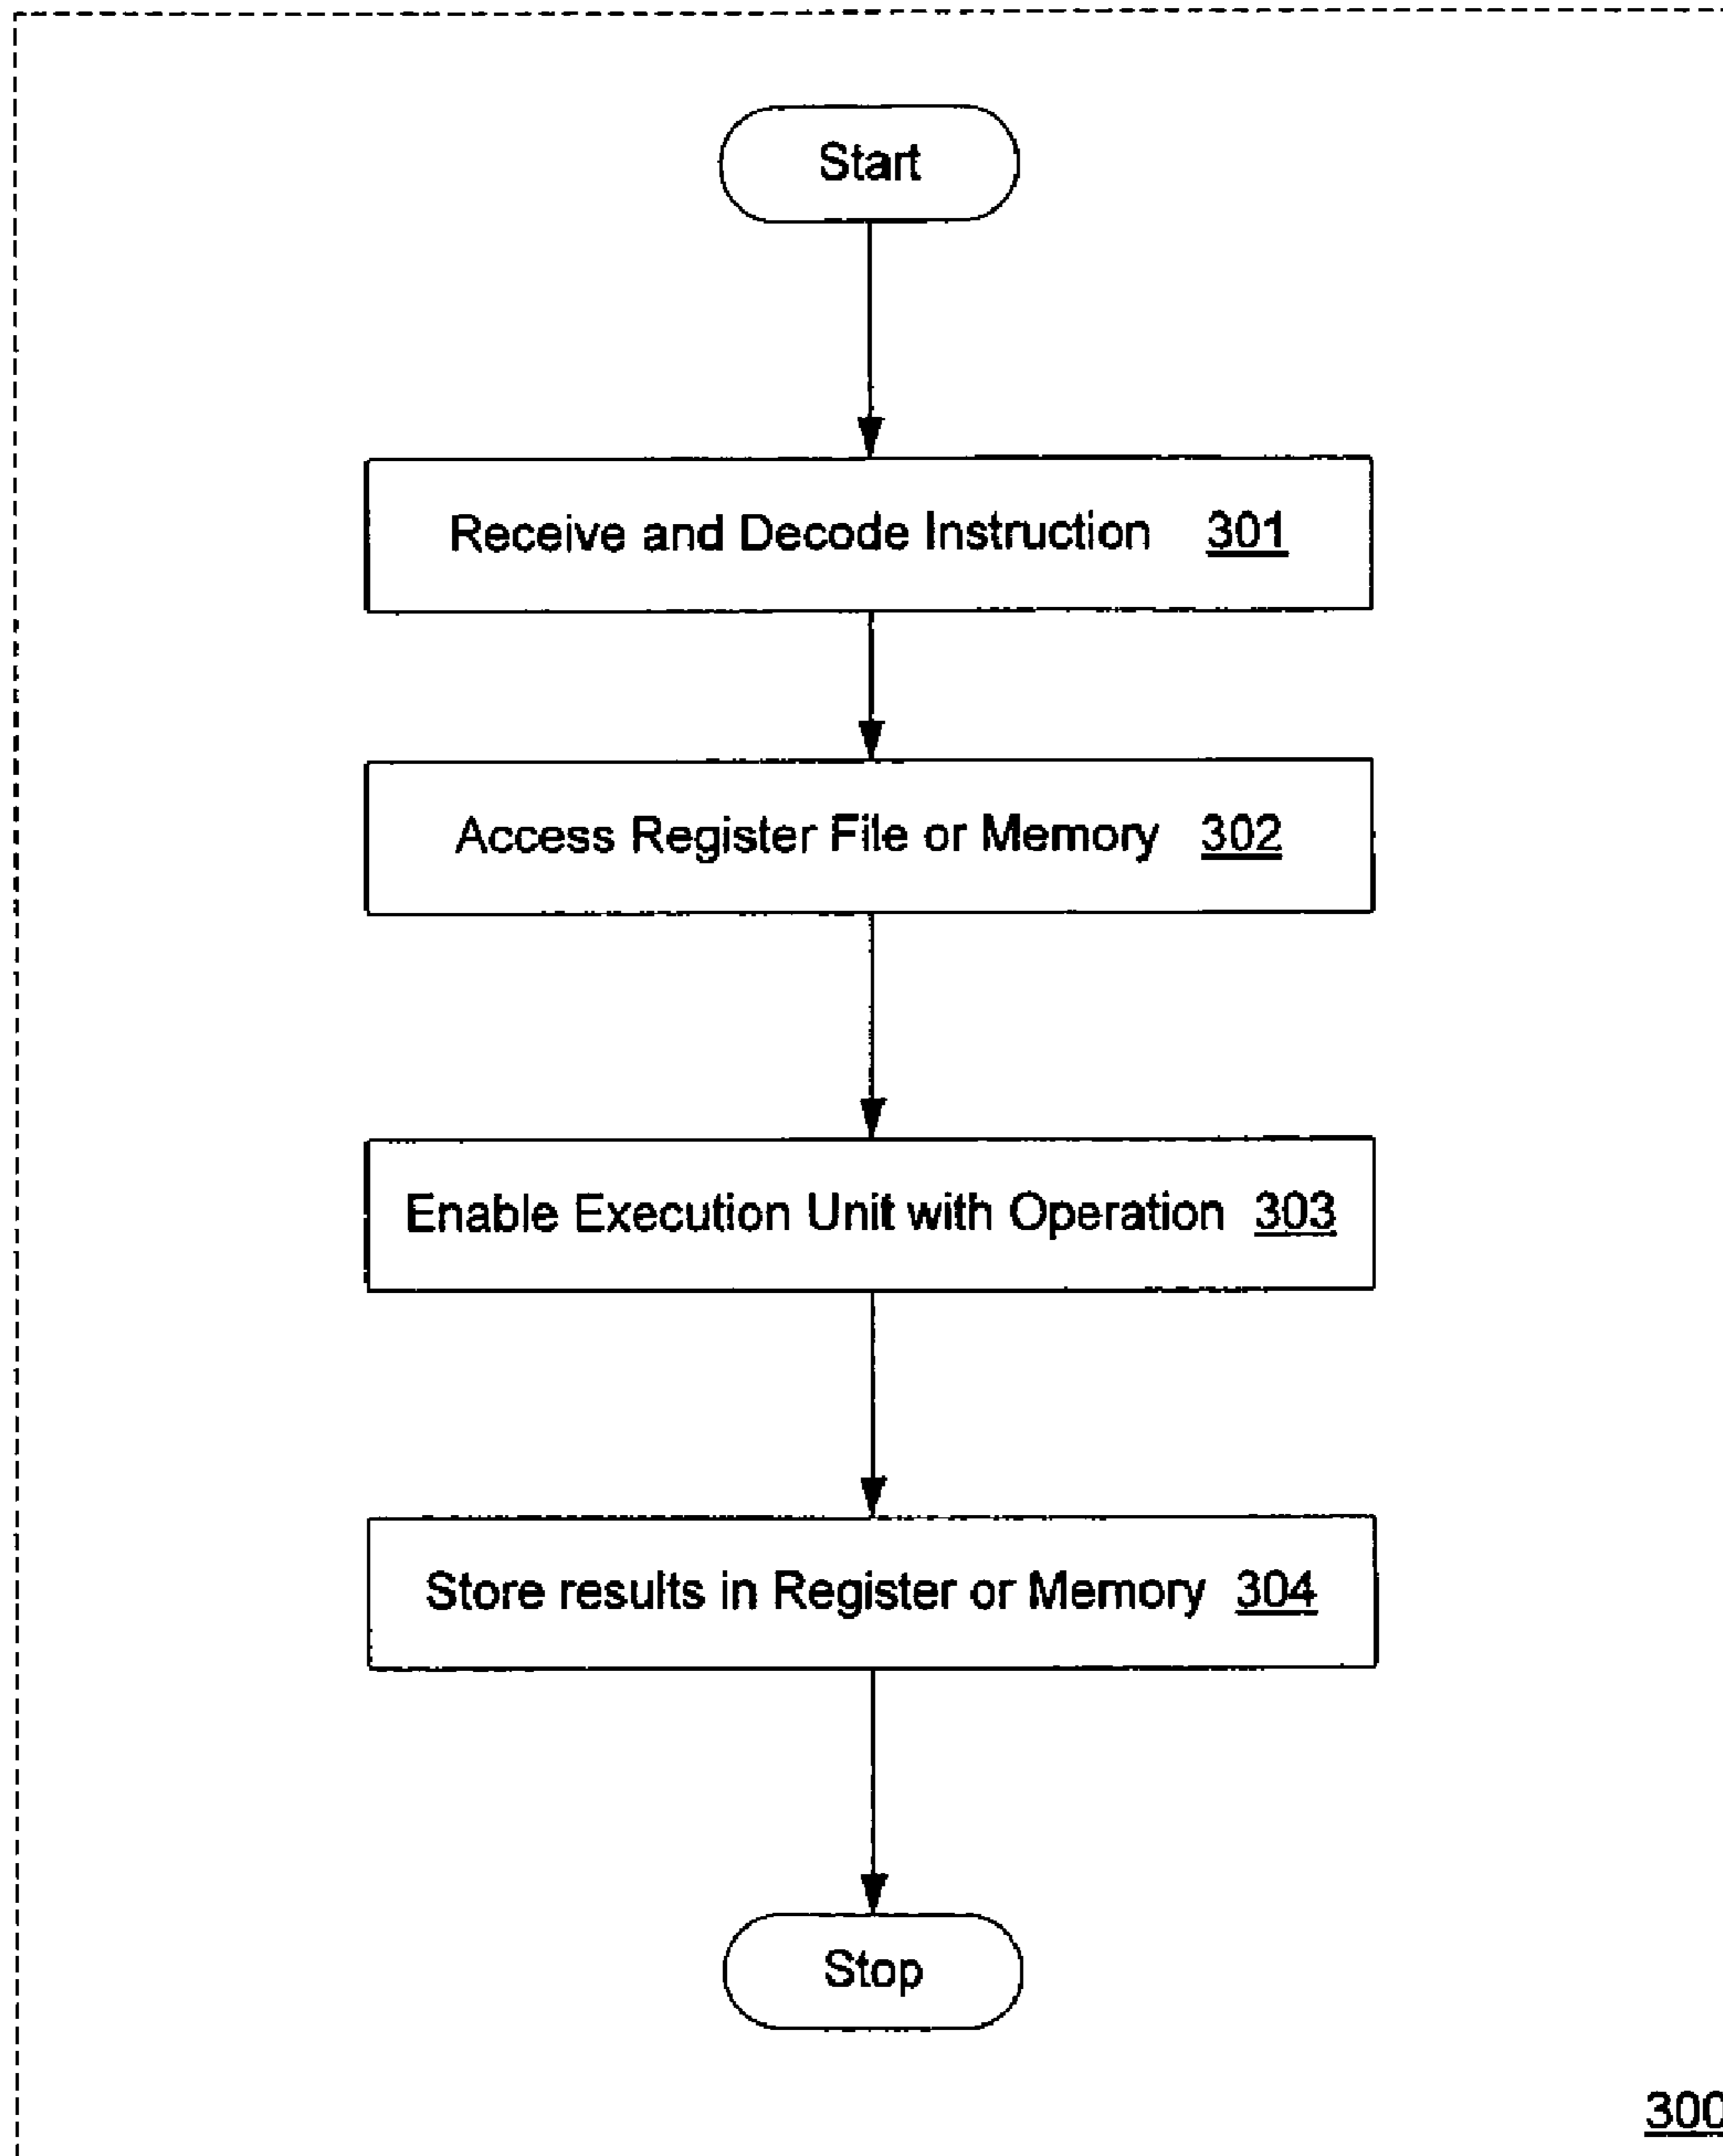 Start
Receive and Decode Instruction 301
Access Register File or Memory 302
Enable Execution Unit with Operation 303
Store results in Register or Memory 304
Stop
300